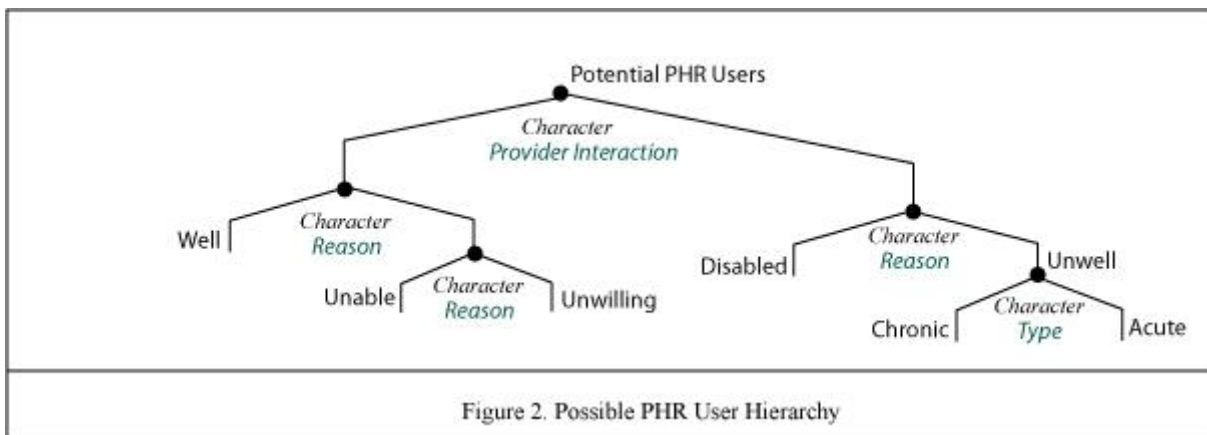 Potential PHR Users
Character
Provider Interaction
Well
Character
Reason
Unable
Character
Reason
Unwilling
Disabled
Character
Reason
Unwell
Chronic
Character
Type
Acute
Figure 2. Possible PHR User Hierarchy